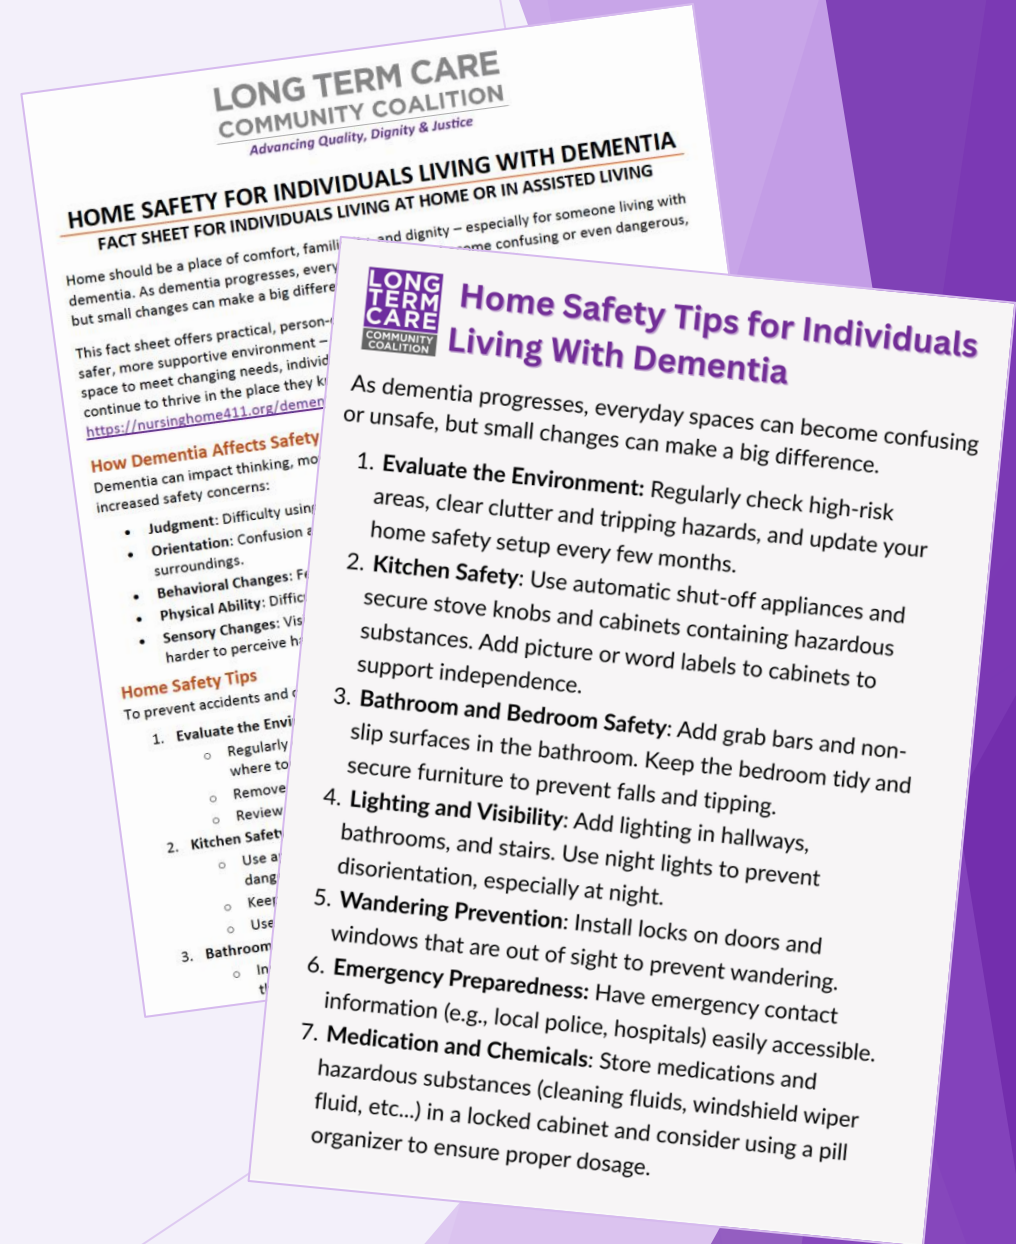 LONG TERM CARE
COMMUNITY COALITION
Advancing Quality, Dignity & Justice
HOME SAFETY FOR INDIVIDUALS LIVING WITH DEMENTIA
FACT SHEET FOR INDIVIDUALS LIVING AT HOME OR IN ASSISTED LIVING
Home should be a place of comfort, and dignity – especially for someone living with
dementia. As dementia progresses, confusing or even dangerous,
but small changes can make a big
This fact sheet offers practical,
safer, more supportive environment –
space to meet changing needs,
continue to thrive in the place they
https://nursinghome411.org/
How Dementia Affects Safety
Dementia can impact thinking,
increased safety concerns:
• Judgment: Difficulty
• Orientation: Confusion
surroundings.
• Behavioral Changes:
• Physical Ability:
• Sensory Changes:
harder to perceive
Home Safety Tips
To prevent accidents and
1. Evaluate the
○ Regularly
where to
○ Remove
○ Review
2. Kitchen
○ Use
○ Keep
○ Use
3. Bathroom
○
LONG
TERM
CARE
COMMUNITY
COALITION
Home Safety Tips for Individuals
Living With Dementia
As dementia progresses, everyday spaces can become confusing
or unsafe, but small changes can make a big difference.
1. Evaluate the Environment: Regularly check high-risk
areas, clear clutter and tripping hazards, and update your
home safety setup every few months.
2. Kitchen Safety: Use automatic shut-off appliances and
secure stove knobs and cabinets containing hazardous
substances. Add picture or word labels to cabinets to
support independence.
3. Bathroom and Bedroom Safety: Add grab bars and non-
slip surfaces in the bathroom. Keep the bedroom tidy and
secure furniture to prevent falls and tipping.
4. Lighting and Visibility: Add lighting in hallways,
bathrooms, and stairs. Use night lights to prevent
disorientation, especially at night.
5. Wandering Prevention: Install locks on doors and
windows that are out of sight to prevent wandering.
6. Emergency Preparedness: Have emergency contact
information (e.g., local police, hospitals) easily accessible.
7. Medication and Chemicals: Store medications and
hazardous substances (cleaning fluids, windshield wiper
fluid, etc...) in a locked cabinet and consider using a pill
organizer to ensure proper dosage.